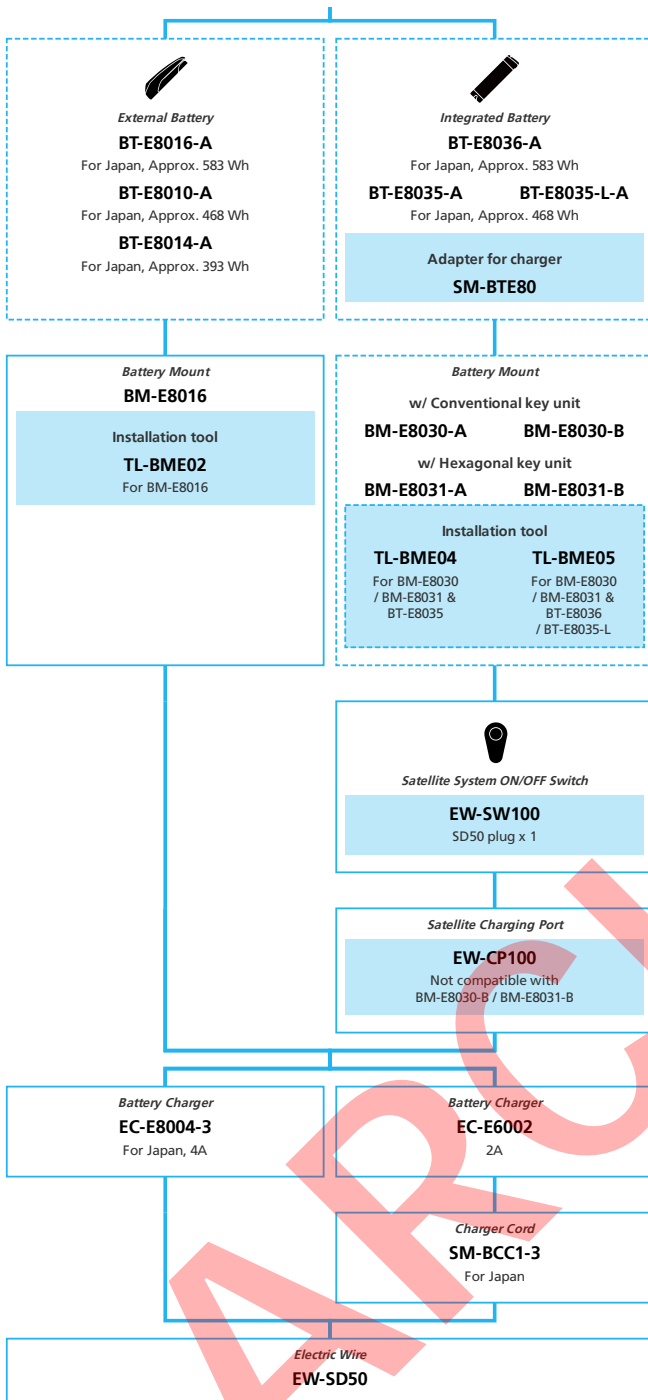 External Battery
BT-E8016-A
For Japan, Approx. 583 Wh
BT-E8010-A
For Japan, Approx. 468 Wh
BT-E8014-A
For Japan, Approx. 393 Wh
Integrated Battery
BT-E8036-A
For Japan, Approx. 583 Wh
BT-E8035-A BT-E8035-L-A
For Japan, Approx. 468 Wh
Adapter for charger
SM-BTE80
Battery Mount
BM-E8016
Installation tool
TL-BME02
For BM-E8016
Battery Mount
w/ Conventional key unit
BM-E8030-A BM-E8030-B
w/ Hexagonal key unit
BM-E8031-A BM-E8031-B
Installation tool
TL-BME04
For BM-E8030
/ BM-E8031 &
BT-E8035
TL-BME05
For BM-E8030
/ BM-E8031 &
BT-E8036
/ BT-E8035-L
Satellite System ON/OFF Switch
EW-SW100
SD50 plug x 1
Satellite Charging Port
EW-CP100
Not compatible with
BM-E8030-B / BM-E8031-B
Battery Charger
EC-E8004-3
For Japan, 4A
Battery Charger
EC-E6002
2A
Charger Cord
SM-BCC1-3
For Japan
Electric Wire
EW-SD50
ARCI